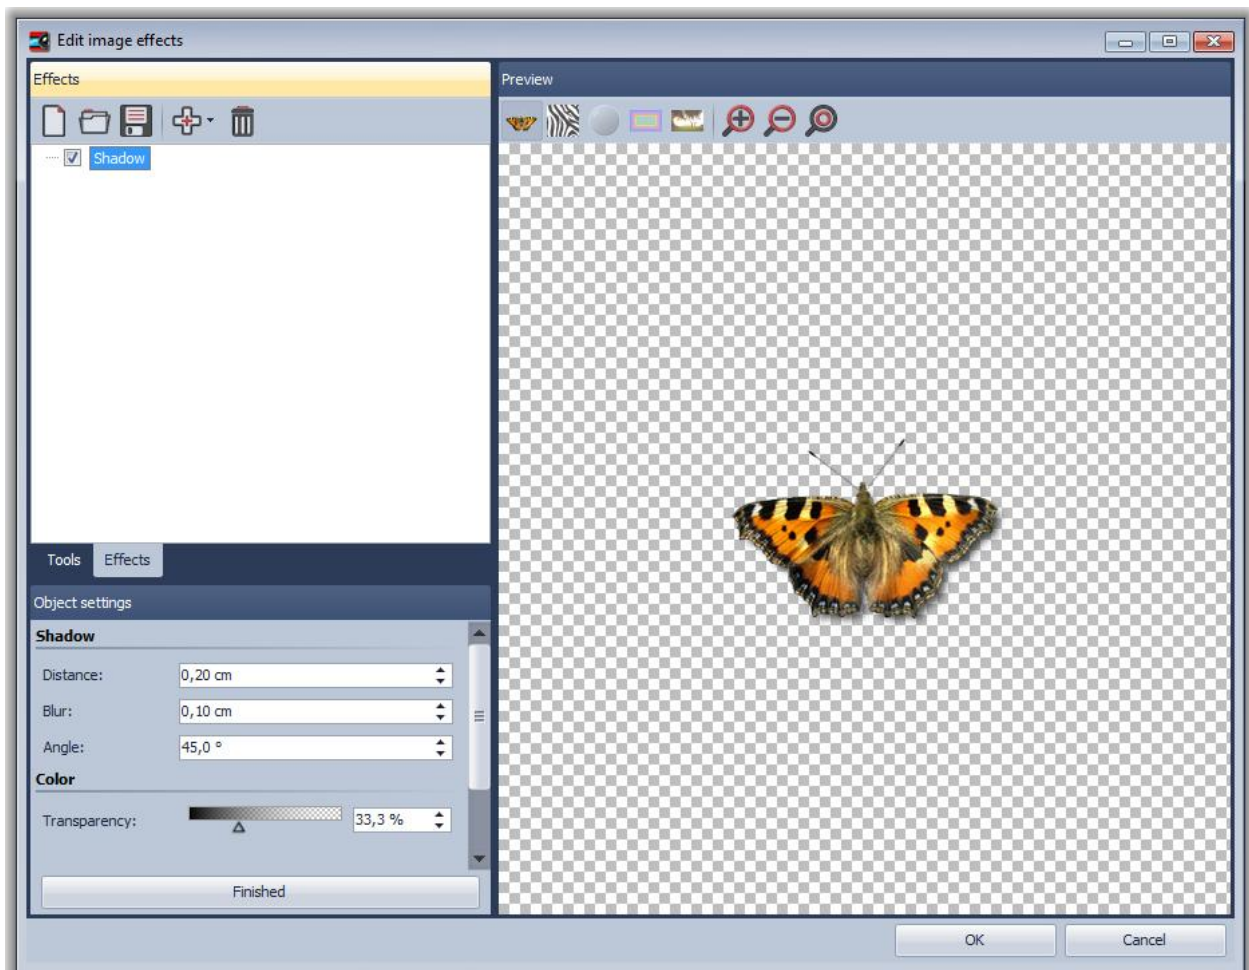 Edit image effects
Effects
Preview
Shadow
Tools Effects
Object settings
Shadow
Distance: 0,20 cm
Blur: 0,10 cm
Angle: 45,0 °
Color
Transparency: 33,3 %
Finished
OK Cancel